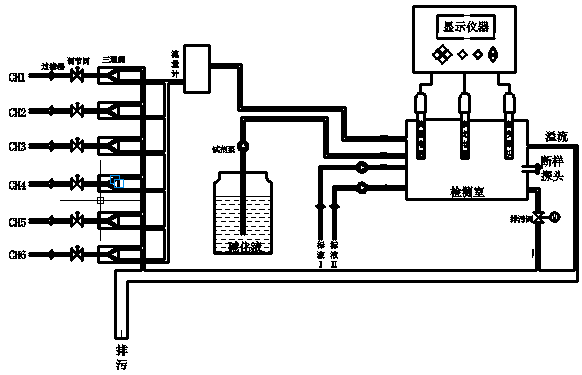 显示仪器
过滤器
调节阀
三通阀
流量计
CH1
CH2
CH3
CH4
CH5
CH6
试剂泵
碱化液
标液I
标液II
检测室
溢流
断样
探头
排污阀
排污